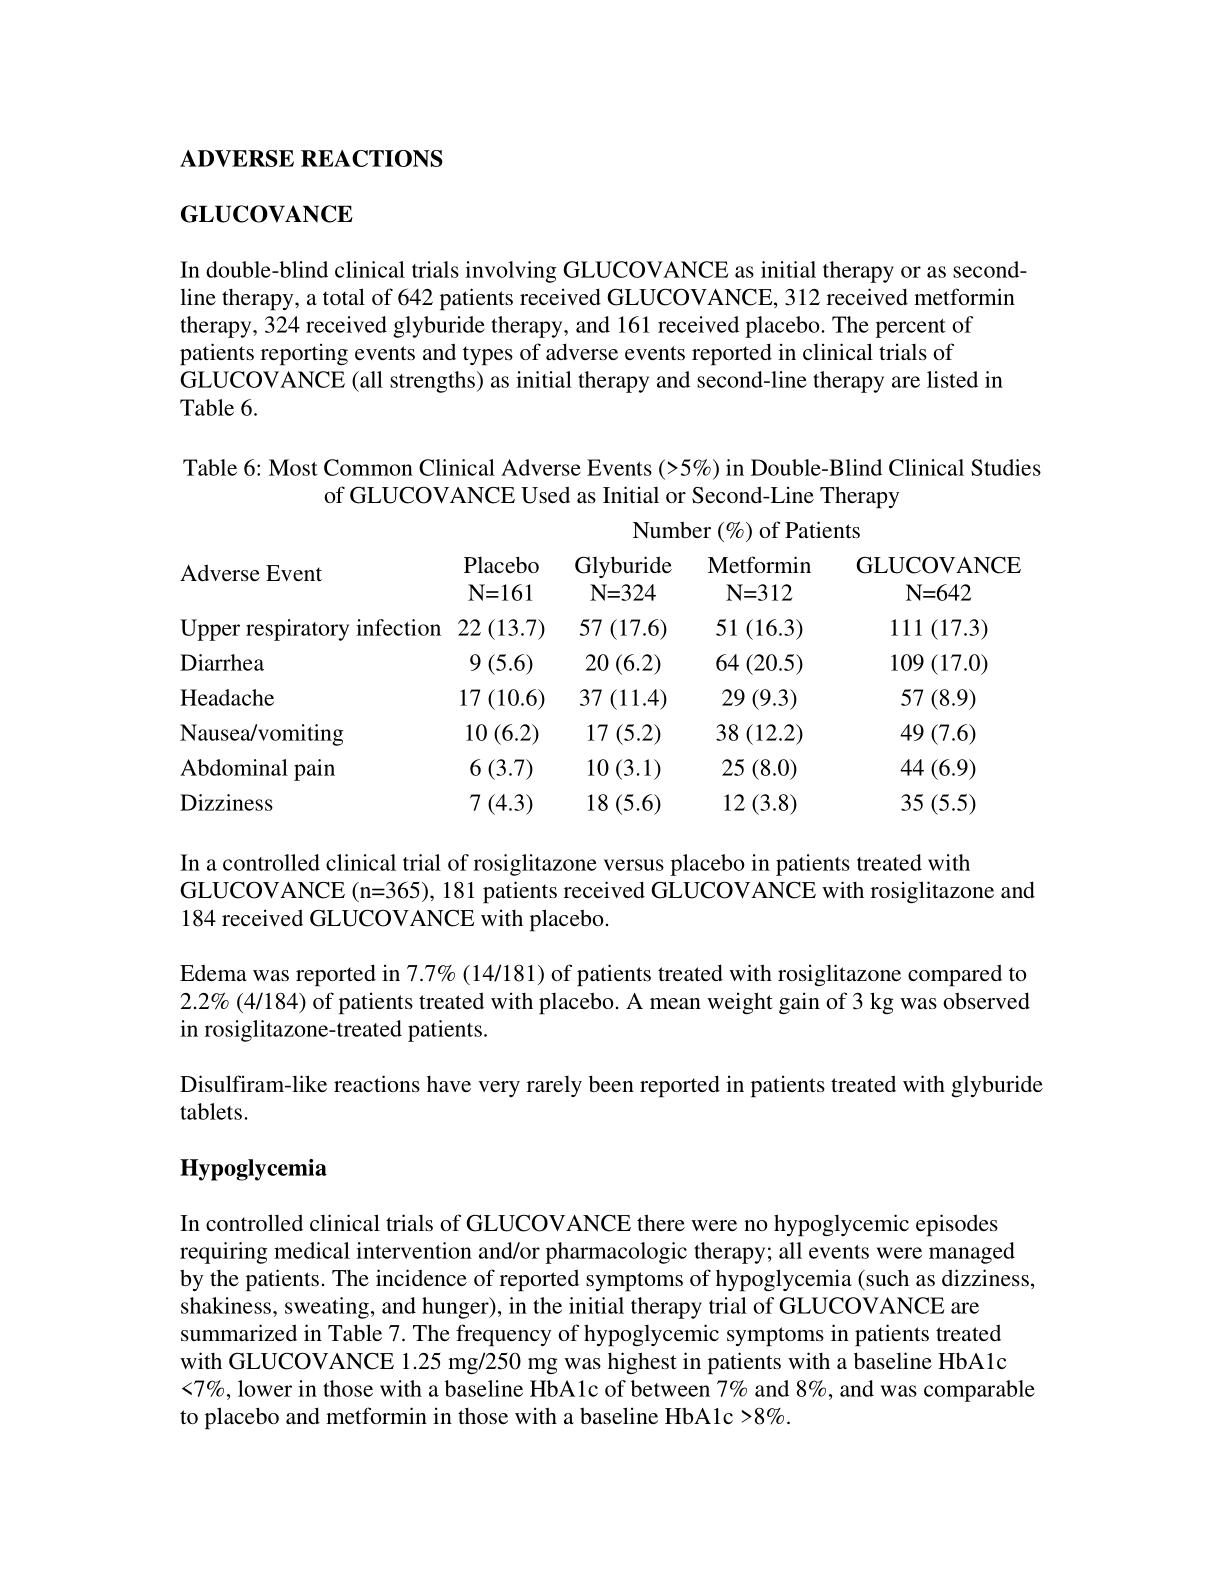 ADVERSE REACTIONS
GLUCOVANCE
In double-blind clinical trials involving GLUCOVANCE as initial therapy or as second-
line therapy, a total of 642 patients received GLUCOVANCE, 312 received metformin
therapy, 324 received glyburide therapy, and 161 received placebo. The percent of
patients reporting events and types of adverse events reported in clinical trials of
GLUCOVANCE (all strengths) as initial therapy and second-line therapy are listed in
Table 6.
Table 6: Most Common Clinical Adverse Events (>5%) in Double-Blind Clinical Studies
of GLUCOVANCE Used as Initial or Second-Line Therapy
Number (%) of Patients
Adverse Event Placebo Glyburide Metformin GLUCOVANCE
N=161 N=324 N=312 N=642
Upper respiratory infection 22 (13.7) 57 (17.6) 51 (16.3) 111 (17.3)
Diarrhea 9 (5.6) 20 (6.2) 64 (20.5) 109 (17.0)
Headache 17 (10.6) 37 (11.4) 29 (9.3) 57 (8.9)
Nausea/vomiting 10 (6.2) 17 (5.2) 38 (12.2) 49 (7.6)
Abdominal pain 6 (3.7) 10 (3.1) 25 (8.0) 44 (6.9)
Dizziness 7 (4.3) 18 (5.6) 12 (3.8) 35 (5.5)
In a controlled clinical trial of rosiglitazone versus placebo in patients treated with
GLUCOVANCE (n=365), 181 patients received GLUCOVANCE with rosiglitazone and
184 received GLUCOVANCE with placebo.
Edema was reported in 7.7% (14/181) of patients treated with rosiglitazone compared to
2.2% (4/184) of patients treated with placebo. A mean weight gain of 3 kg was observed
in rosiglitazone-treated patients.
Disulfiram-like reactions have very rarely been reported in patients treated with glyburide
tablets.
Hypoglycemia
In controlled clinical trials of GLUCOVANCE there were no hypoglycemic episodes
requiring medical intervention and/or pharmacologic therapy; all events were managed
by the patients. The incidence of reported symptoms of hypoglycemia (such as dizziness,
shakiness, sweating, and hunger), in the initial therapy trial of GLUCOVANCE are
summarized in Table 7. The frequency of hypoglycemic symptoms in patients treated
with GLUCOVANCE 1.25 mg/250 mg was highest in patients with a baseline HbA1c
<7%, lower in those with a baseline HbA1c of between 7% and 8%, and was comparable
to placebo and metformin in those with a baseline HbA1c >8%.